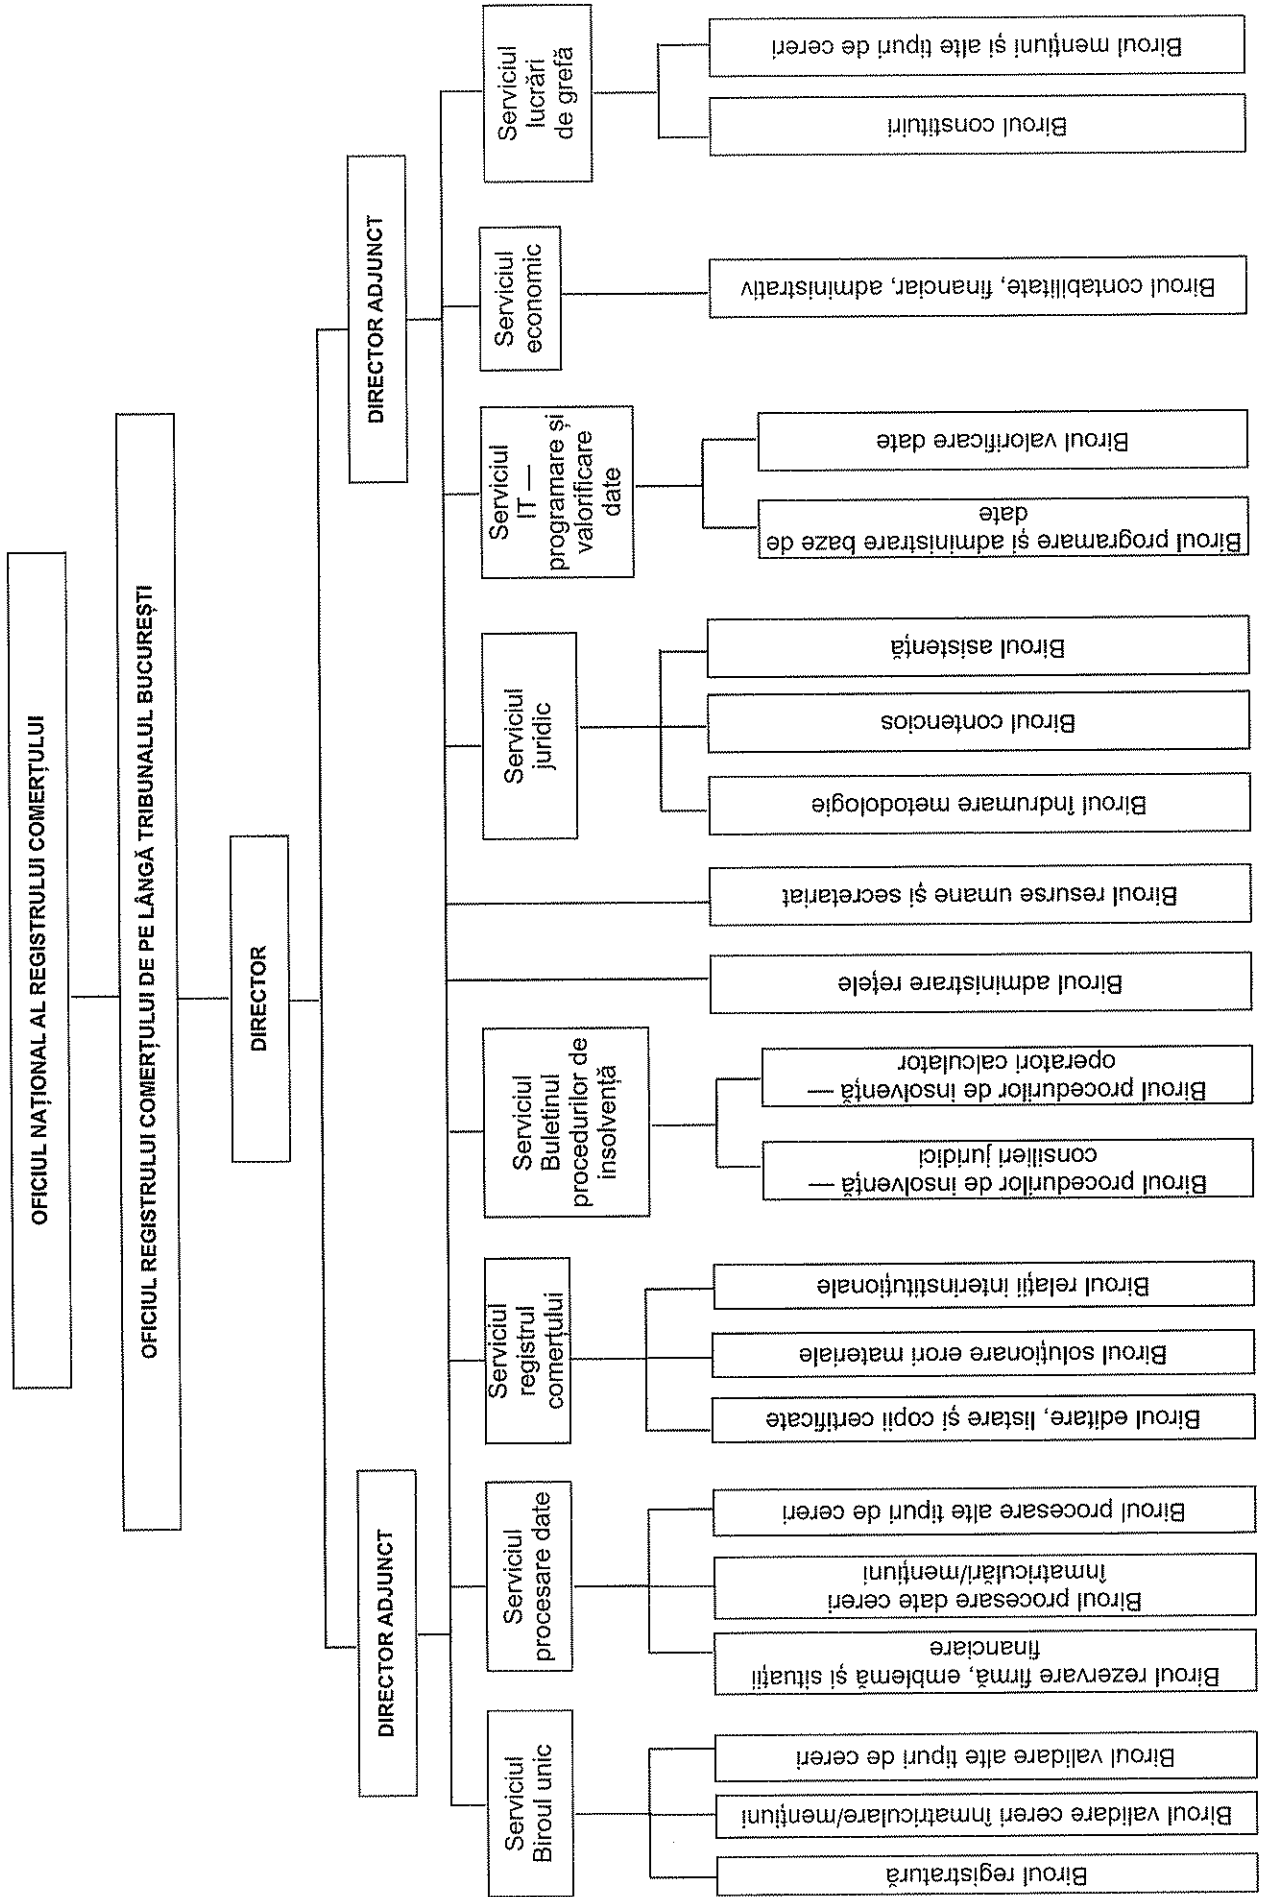 OFICIUL NAȚIONAL AL REGISTRULUI COMERȚULUI
OFICIUL REGISTRULUI COMERȚULUI DE PE LÂNGĂ TRIBUNALUL BUCUREȘTI
DIRECTOR
DIRECTOR ADJUNCT
DIRECTOR ADJUNCT
Serviciul
Biroul unic
Serviciul
procesare date
Serviciul
registrul
comerțului
Serviciul
Buletinul
procedurilor de
insolvență
Serviciul
juridic
Serviciul
IT —
programare și
valorificare
date
Serviciul
economic
Serviciul
lucrări
de grefă
Biroul registratură
Biroul validare cereri înmatriculare/mențiuni
Biroul validare alte tipuri de cereri
Biroul rezervare firmă, emblemă și situații
financiare
Biroul procesare date cereri
înmatriculări/mențiuni
Biroul procesare alte tipuri de cereri
Biroul editare, listare și copii certificate
Biroul soluționare erori materiale
Biroul relații interinstituționale
Biroul procedurilor de insolvență —
consilieri juridici
Biroul procedurilor de insolvență —
operatori calculator
Biroul administrare rețele
Biroul resurse umane și secretariat
Biroul îndrumare metodologie
Biroul contencios
Biroul asistență
Biroul programare și administrare baze de
date
Biroul valorificare date
Biroul contabilitate, financiar, administrativ
Biroul constituiri
Biroul mențiuni și alte tipuri de cereri